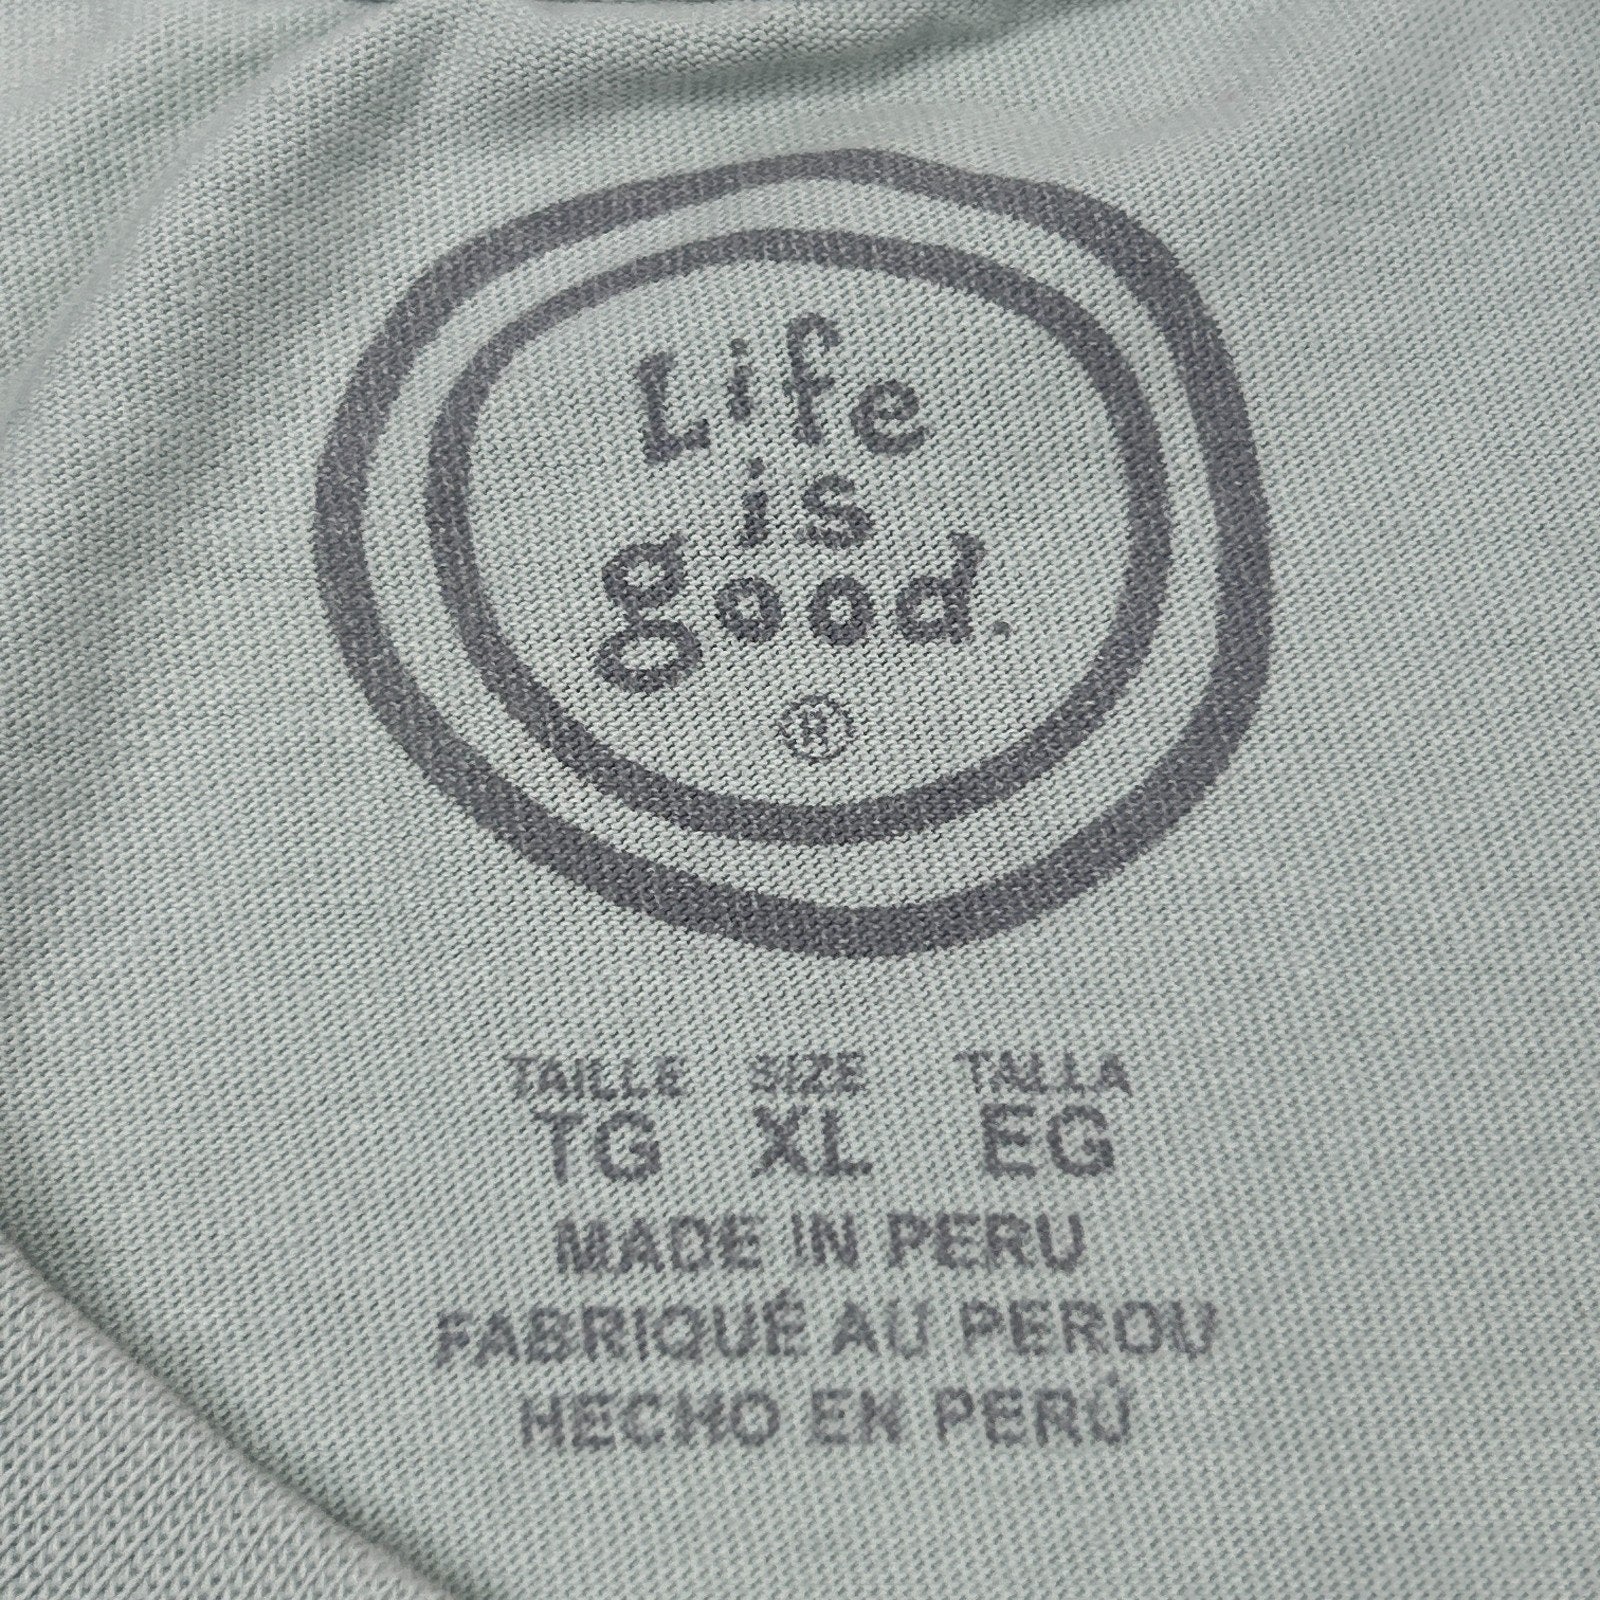 Life
is
good.
®
TAILLE SIZE TALLA
TG XL EG
MADE IN PERU
FABRIQUÉ AU PEROU
HECHO EN PERÚ